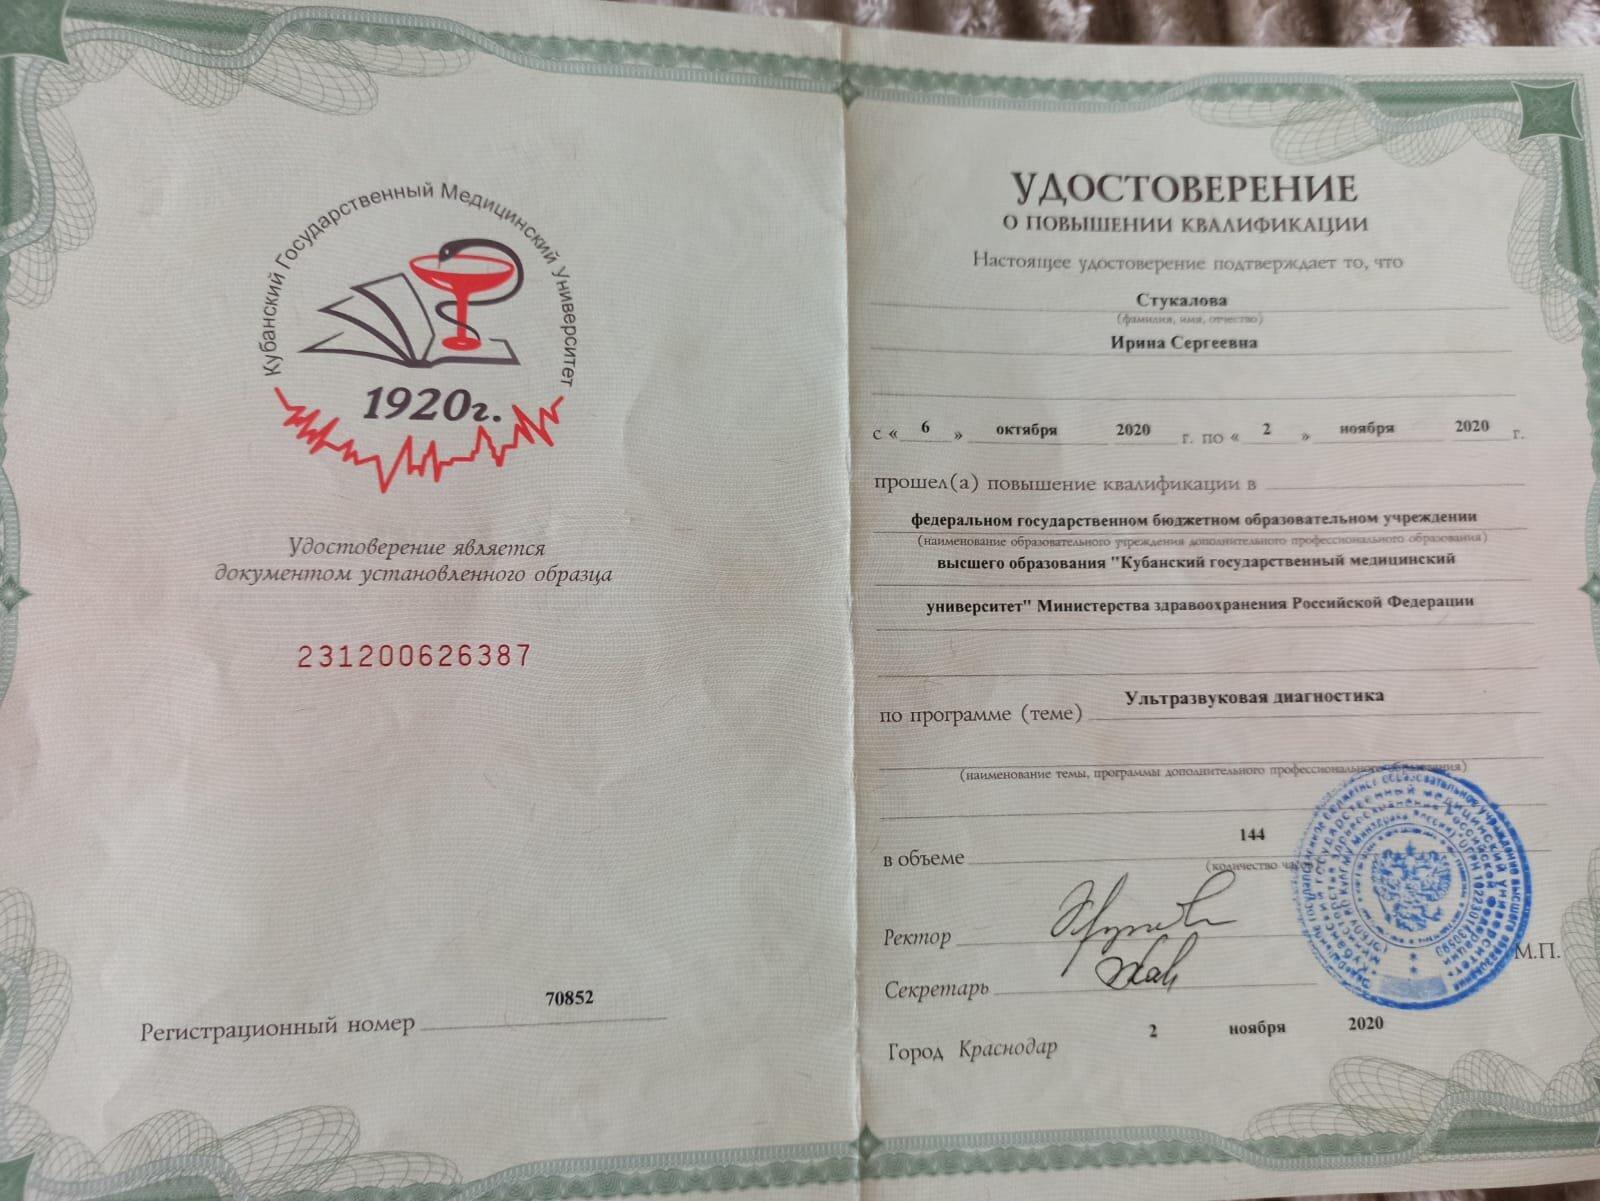 Кубанский Государственный Медицинский Университет
1920г.
Удостоверение является
документом установленного образца
231200626387
70852
Регистрационный номер
УДОСТОВЕРЕНИЕ
О ПОВЫШЕНИИ КВАЛИФИКАЦИИ
Настоящее удостоверение подтверждает то, что
Стукалова
(фамилия, имя, отчество)
Ирина Сергеевна
с « 6 » октября 2020 г. по « 2 » ноября 2020 г.
прошел(а) повышение квалификации в
федеральном государственном бюджетном образовательном учреждении
(наименование образовательного учреждения дополнительного профессионального образования)
высшего образования "Кубанский государственный медицинский
университет" Министерства здравоохранения Российской Федерации
Ультразвуковая диагностика
по программе (теме)
(наименование темы, программы дополнительного профессионального образования)
144
в объеме
(количество часов)
Ректор
Секретарь
М.П.
2 ноября 2020
Город Краснодар